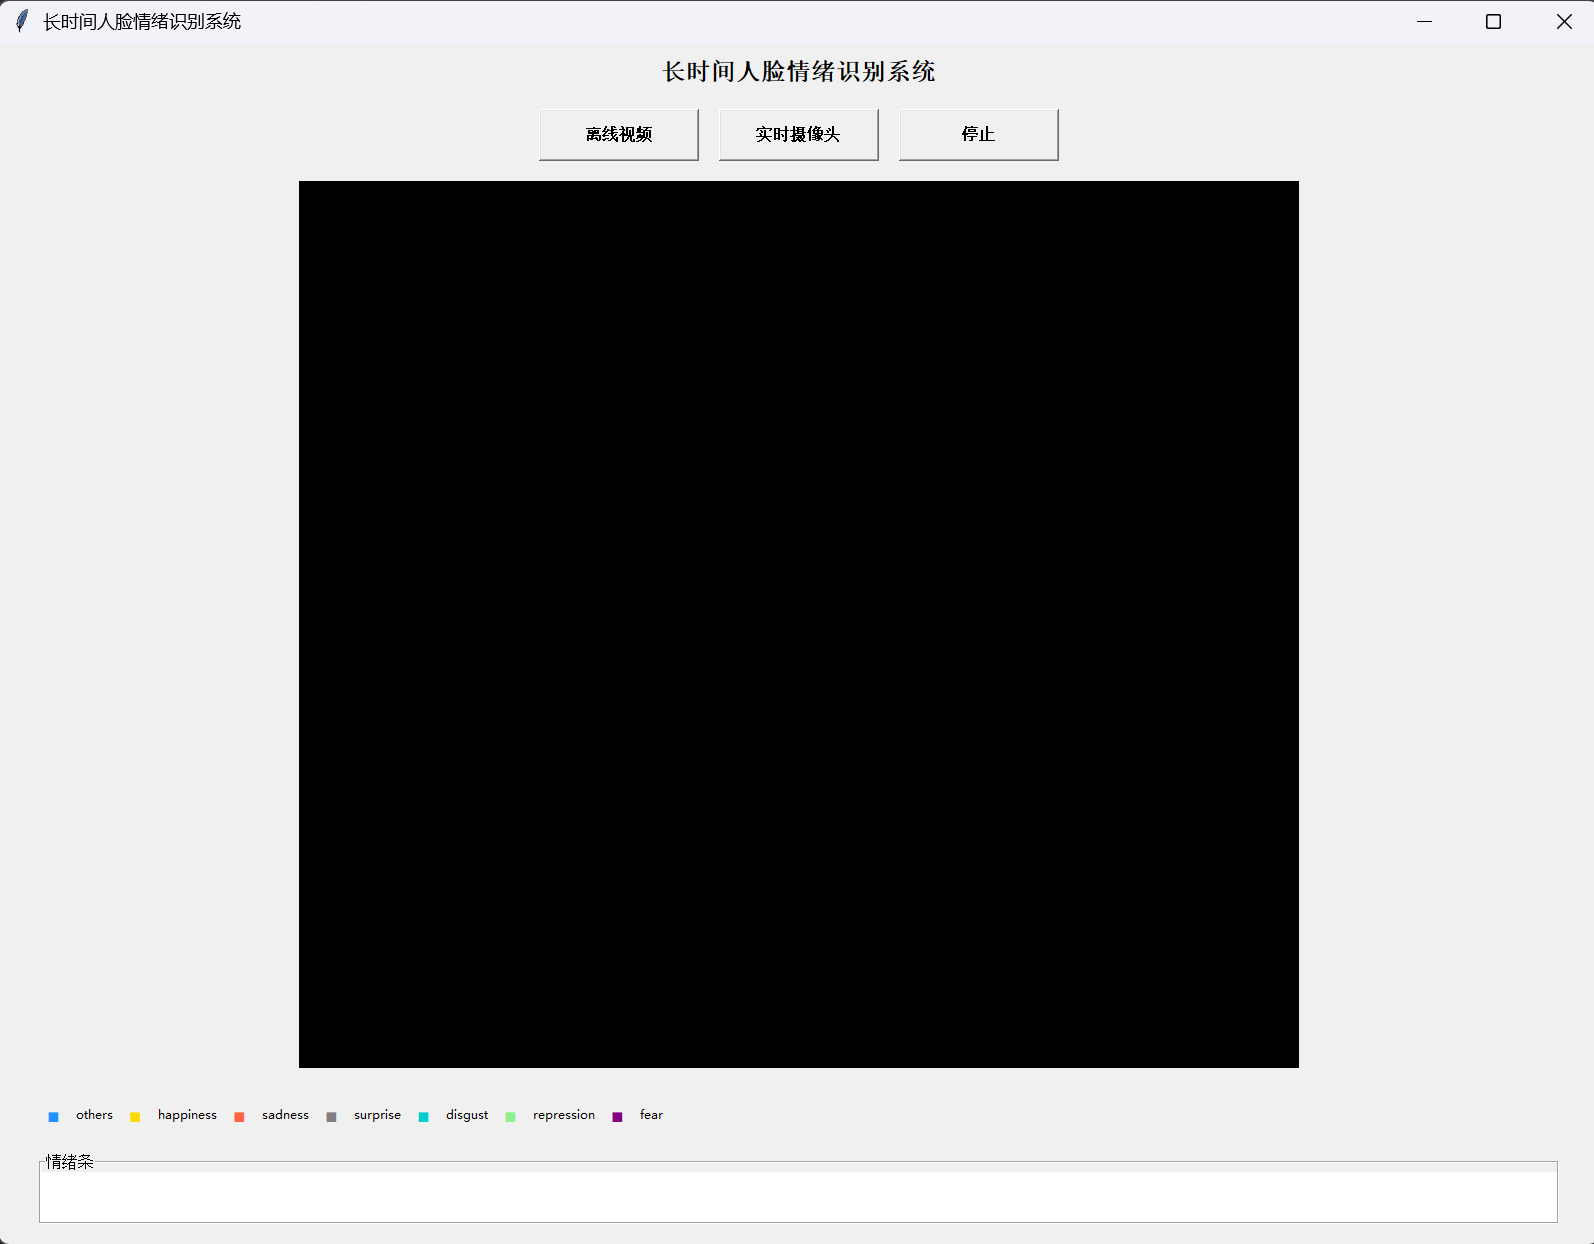 长时间人脸情绪识别系统
长时间人脸情绪识别系统
离线视频 实时摄像头 停止
others happiness sadness surprise disgust repression fear
情绪条